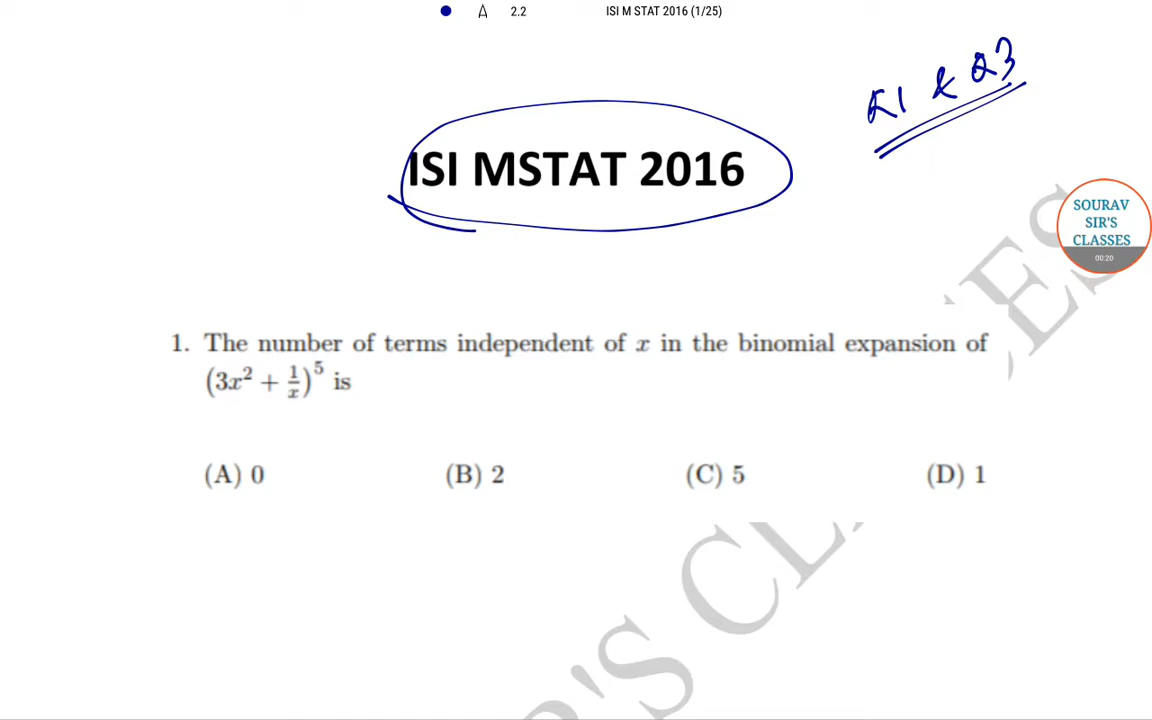 A 2.2 ISI M STAT 2016 (1/25)
Q1 & Q3
ISI MSTAT 2016
SOURAV
SIR'S
CLASSES
00:20
1. The number of terms independent of x in the binomial expansion of
(3x² + 1/x)⁵ is
(A) 0 (B) 2 (C) 5 (D) 1